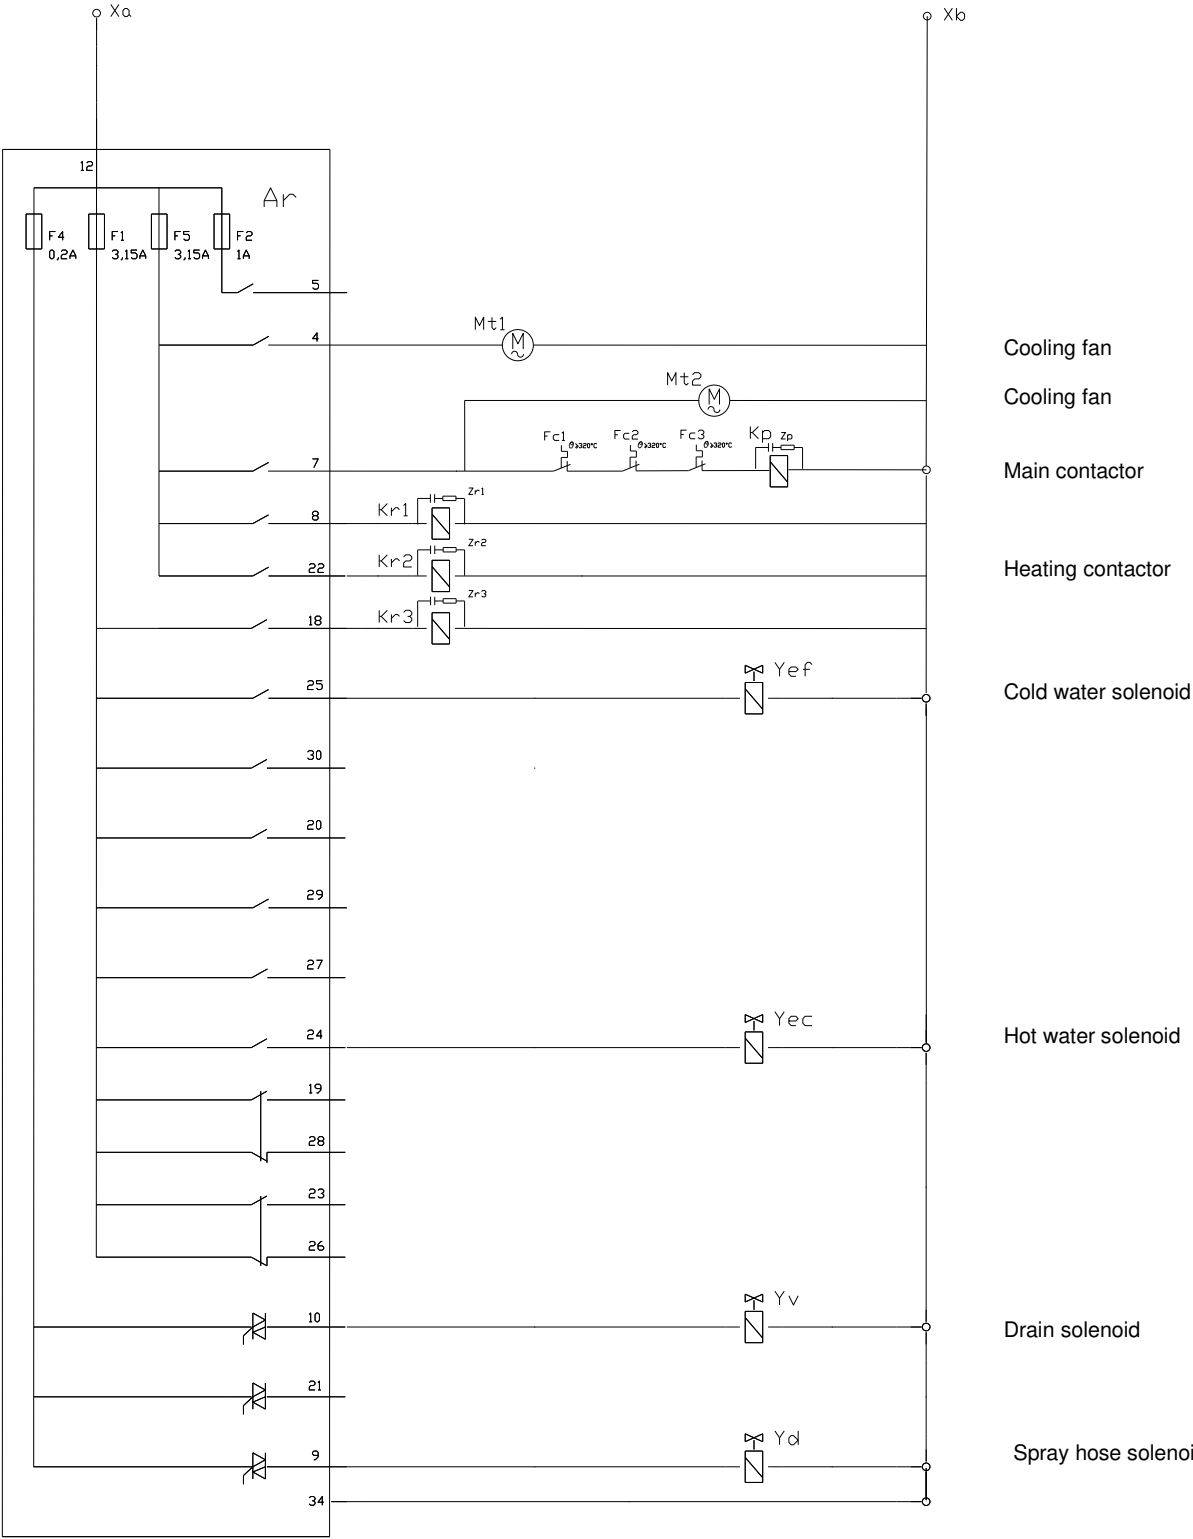 Xa
Xb
12
Ar
F4
F1
F5
F2
0,2A
3,15A
3,15A
1A
5
Mt1
4
Cooling fan
Mt2
Cooling fan
Fc1
ϑ≥320°C
Fc2
ϑ≥320°C
Fc3
ϑ≥320°C
Kp
Zp
7
Main contactor
Zr1
Kr1
8
Zr2
Kr2
22
Heating contactor
Zr3
Kr3
18
Yef
25
Cold water solenoid
30
20
29
27
Yec
24
Hot water solenoid
19
28
23
26
Yv
10
Drain solenoid
21
Yd
9
Spray hose solenoi
34